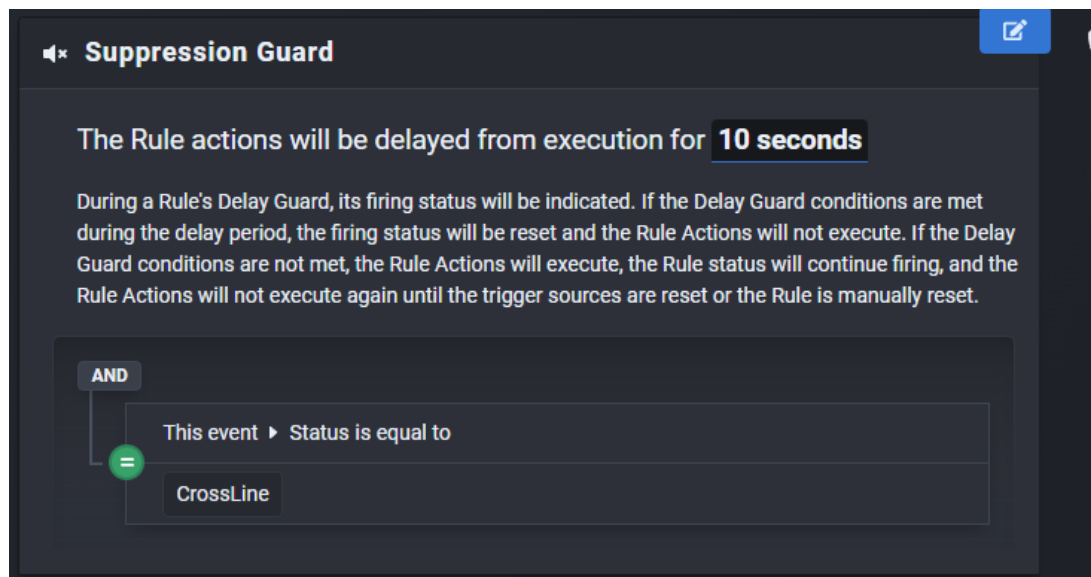 Suppression Guard
The Rule actions will be delayed from execution for 10 seconds
During a Rule's Delay Guard, its firing status will be indicated. If the Delay Guard conditions are met
during the delay period, the firing status will be reset and the Rule Actions will not execute. If the Delay
Guard conditions are not met, the Rule Actions will execute, the Rule status will continue firing, and the
Rule Actions will not execute again until the trigger sources are reset or the Rule is manually reset.
AND
This event ▸ Status is equal to
=
CrossLine